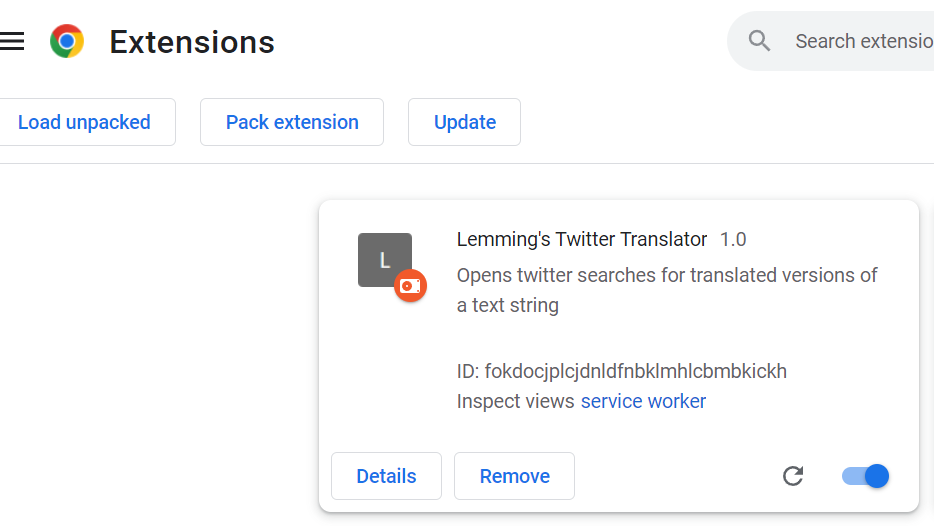 Extensions
Search extensio
Load unpacked
Pack extension
Update
L
Lemming's Twitter Translator 1.0
Opens twitter searches for translated versions of
a text string
ID: fokdocjplcjdnldfnbklmhlcbmbkickh
Inspect views service worker
Details
Remove